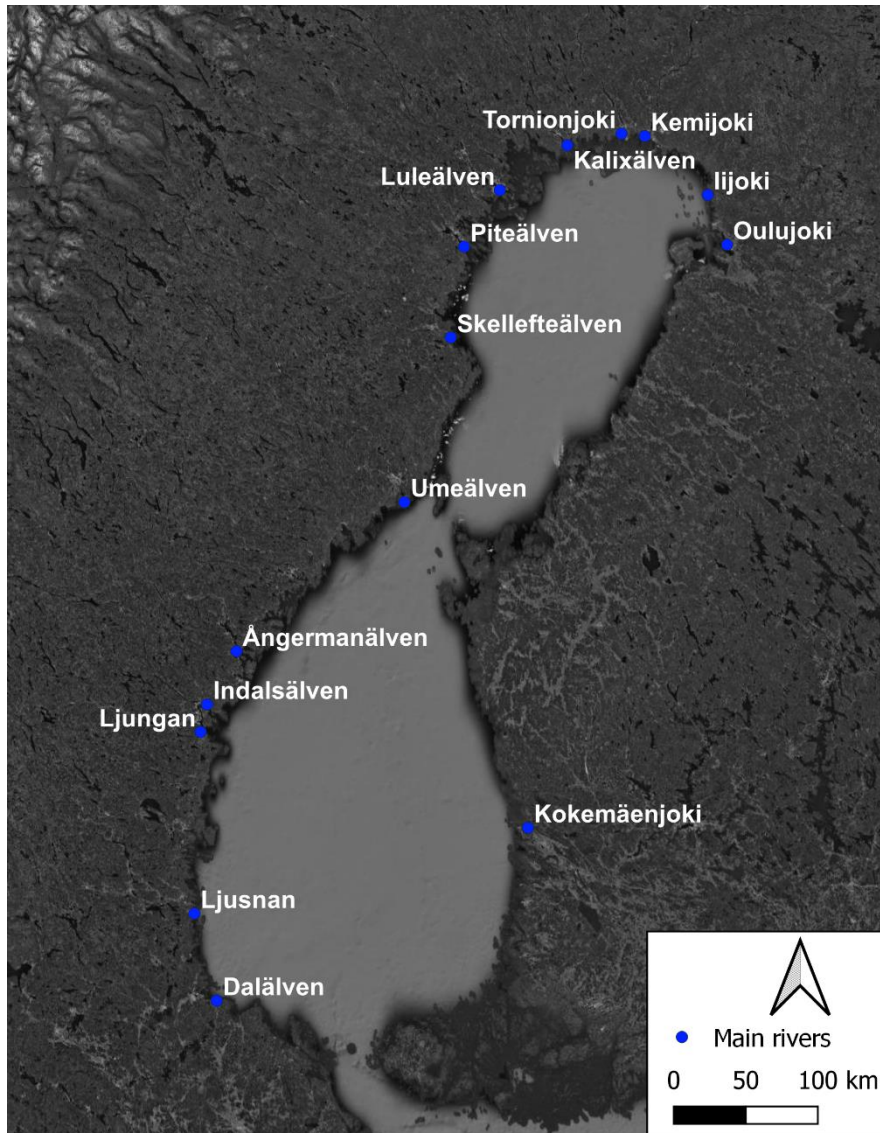 Tornionjoki
Kemijoki
Kalixälven
Luleälven
Iijoki
Piteälven
Oulujoki
Skellefteälven
Umeälven
Ångermanälven
Indalsälven
Ljungan
Kokemäenjoki
Ljusnan
Dalälven
Main rivers
0 50 100 km